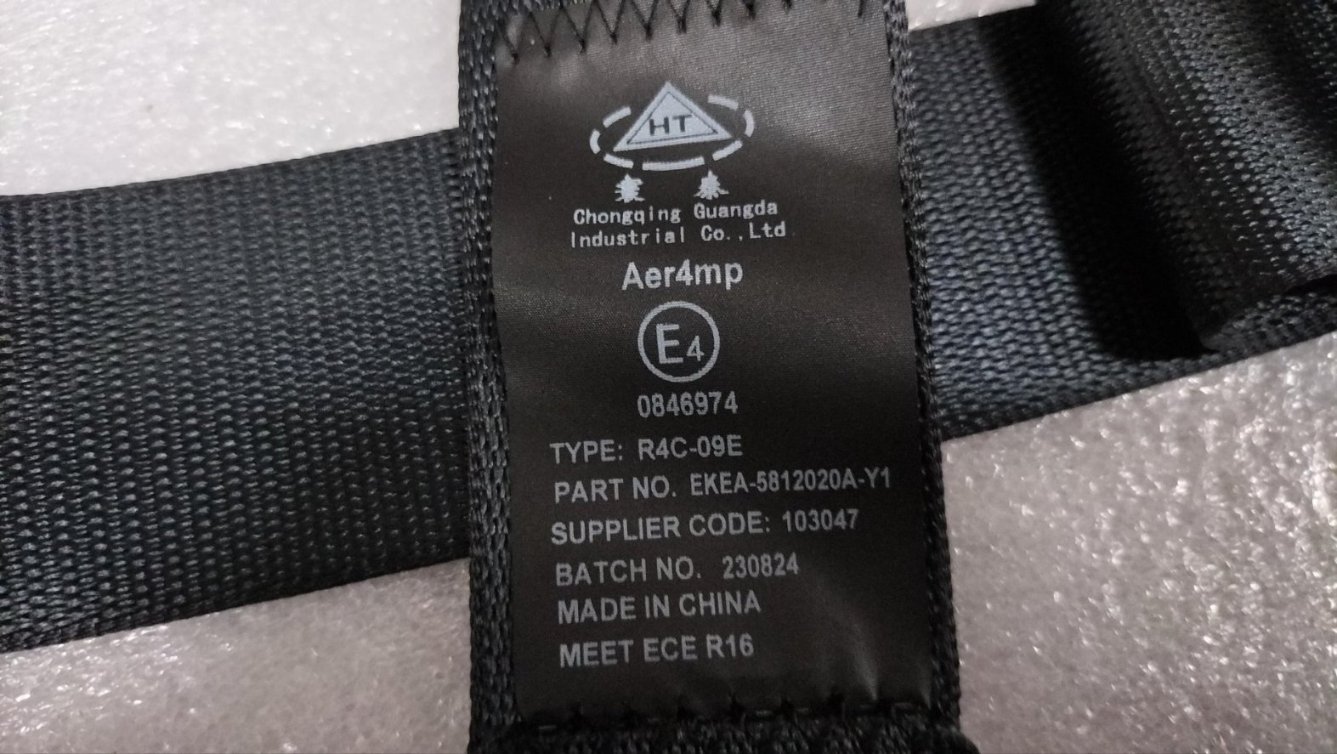 HT
Chongqing Guangda
Industrial Co.,Ltd
Aer4mp
E4
0846974
TYPE: R4C-09E
PART NO. EKEA-5812020A-Y1
SUPPLIER CODE: 103047
BATCH NO. 230824
MADE IN CHINA
MEET ECE R16